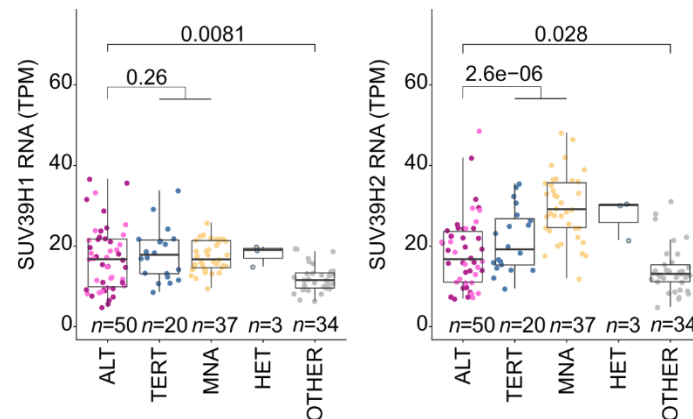 0.0081
0.26
SUV39H1 RNA (TPM)
60
40
20
0
n=50 n=20 n=37 n=3 n=34
ALT TERT MNA HET OTHER
0.028
2.6e−06
SUV39H2 RNA (TPM)
60
40
20
0
n=50 n=20 n=37 n=3 n=34
ALT TERT MNA HET OTHER